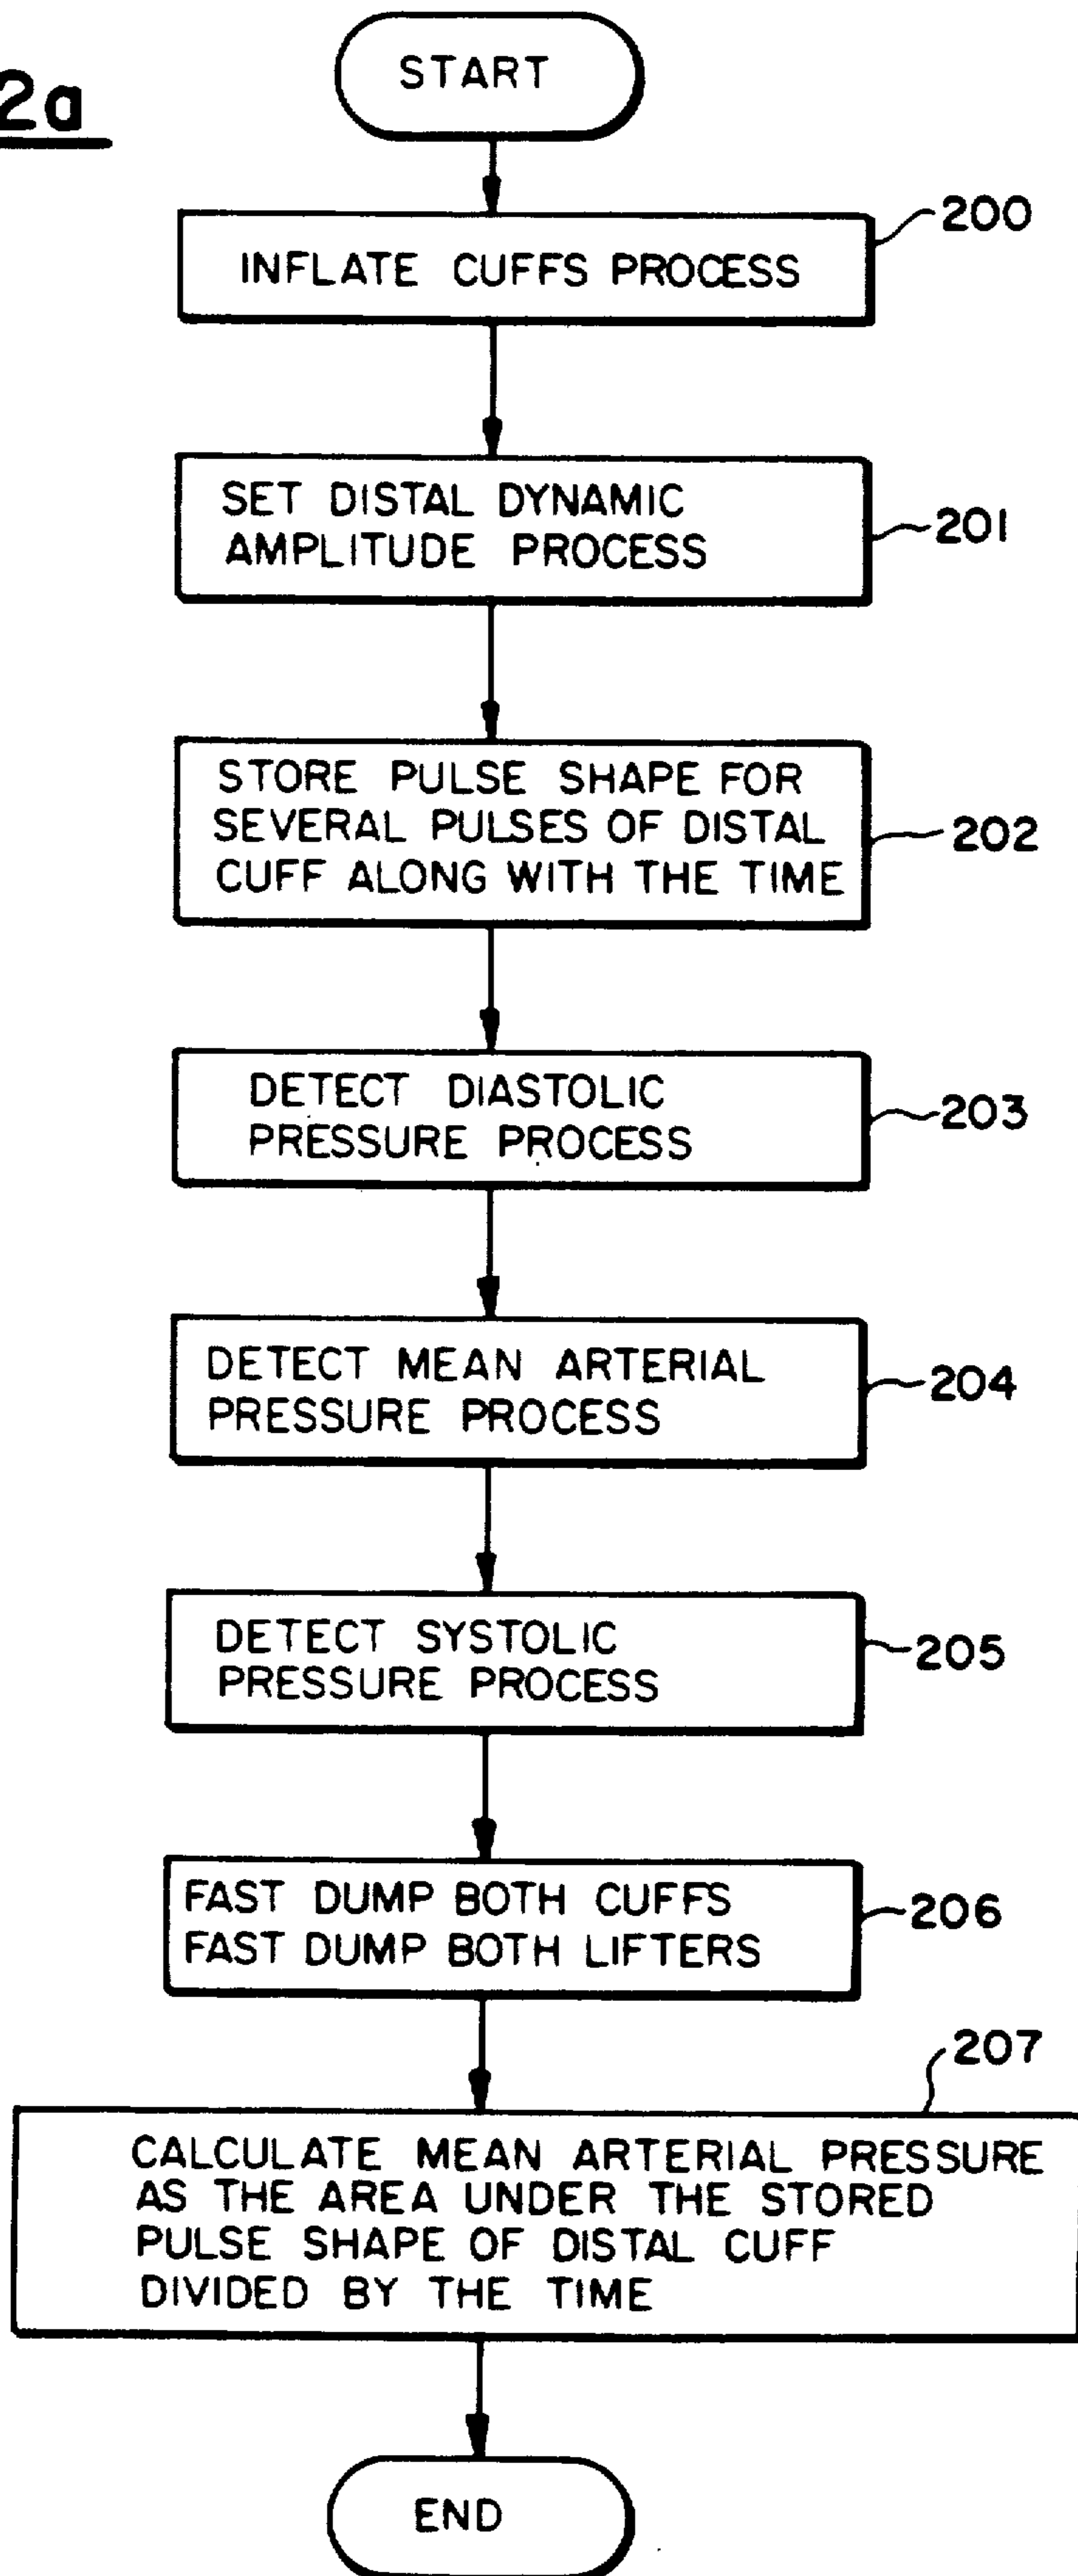 2a
START
200
INFLATE CUFFS PROCESS
SET DISTAL DYNAMIC
AMPLITUDE PROCESS
201
STORE PULSE SHAPE FOR
SEVERAL PULSES OF DISTAL
CUFF ALONG WITH THE TIME
202
DETECT DIASTOLIC
PRESSURE PROCESS
203
DETECT MEAN ARTERIAL
PRESSURE PROCESS
204
DETECT SYSTOLIC
PRESSURE PROCESS
205
FAST DUMP BOTH CUFFS
FAST DUMP BOTH LIFTERS
206
207
CALCULATE MEAN ARTERIAL PRESSURE
AS THE AREA UNDER THE STORED
PULSE SHAPE OF DISTAL CUFF
DIVIDED BY THE TIME
END